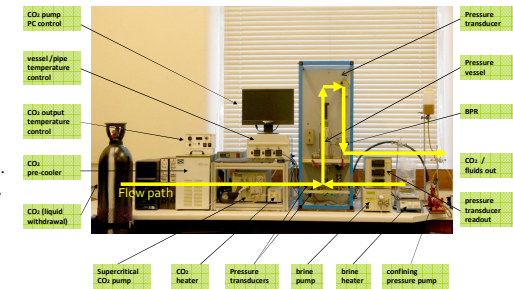 CO₂ pump
PC control
vessel /pipe
temperature
control
CO₂ output
temperature
control
CO₂
pre-cooler
CO₂ (liquid
withdrawal)
Flow path
Pressure
transducer
Pressure
vessel
BPR
CO₂ /
fluids out
pressure
transducer
readout
Supercritical
CO₂ pump
CO₂
heater
Pressure
transducers
brine
pump
brine
heater
confining
pressure pump